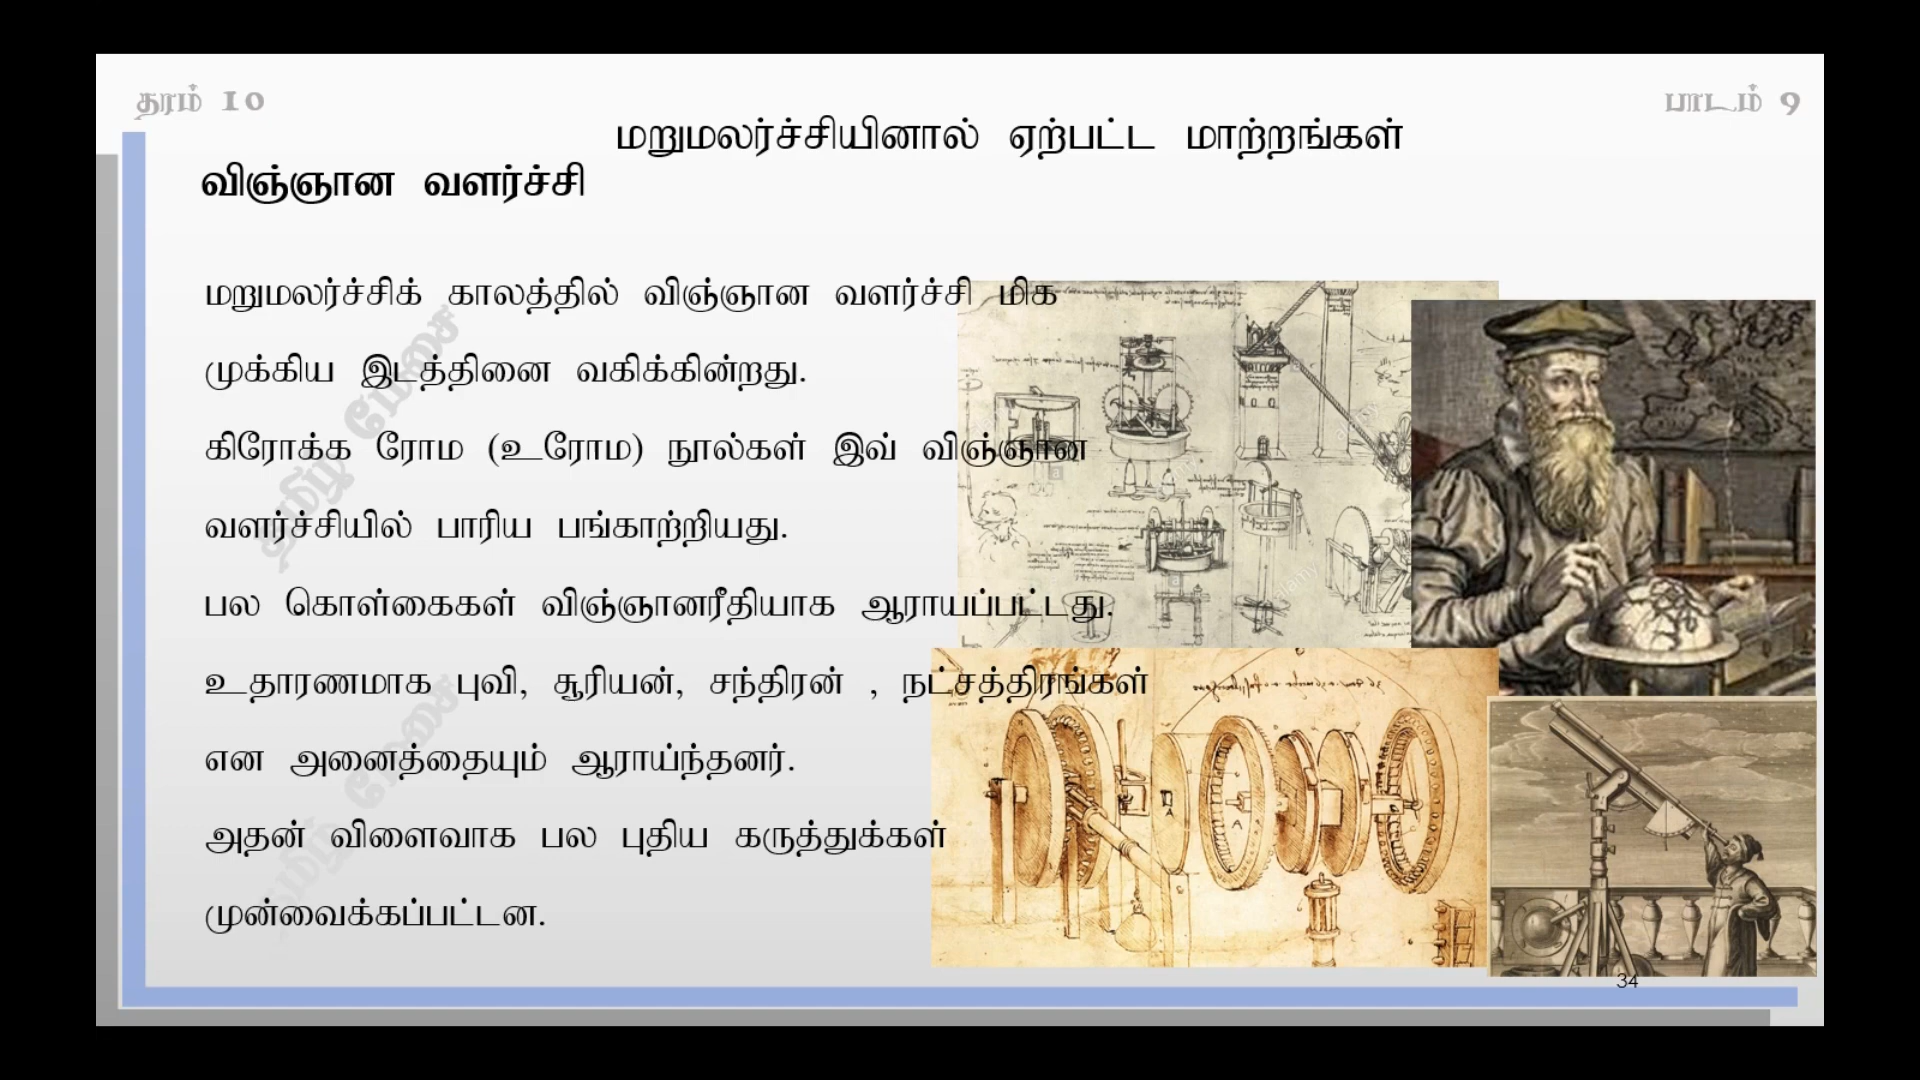 தரம் 10
பாடம் 9
மறுமலர்ச்சியினால் ஏற்பட்ட மாற்றங்கள்
விஞ்ஞான வளர்ச்சி
மறுமலர்ச்சிக் காலத்தில் விஞ்ஞான வளர்ச்சி மிக
முக்கிய இடத்தினை வகிக்கின்றது.
கிரோக்க ரோம (உரோம) நூல்கள் இவ் விஞ்ஞான
வளர்ச்சியில் பாரிய பங்காற்றியது.
பல கொள்கைகள் விஞ்ஞானரீதியாக ஆராயப்பட்டது.
உதாரணமாக புவி, சூரியன், சந்திரன் , நட்சத்திரங்கள்
என அனைத்தையும் ஆராய்ந்தனர்.
அதன் விளைவாக பல புதிய கருத்துக்கள்
முன்வைக்கப்பட்டன.
34
தமிழ் மேசை
தமிழ் மேசை